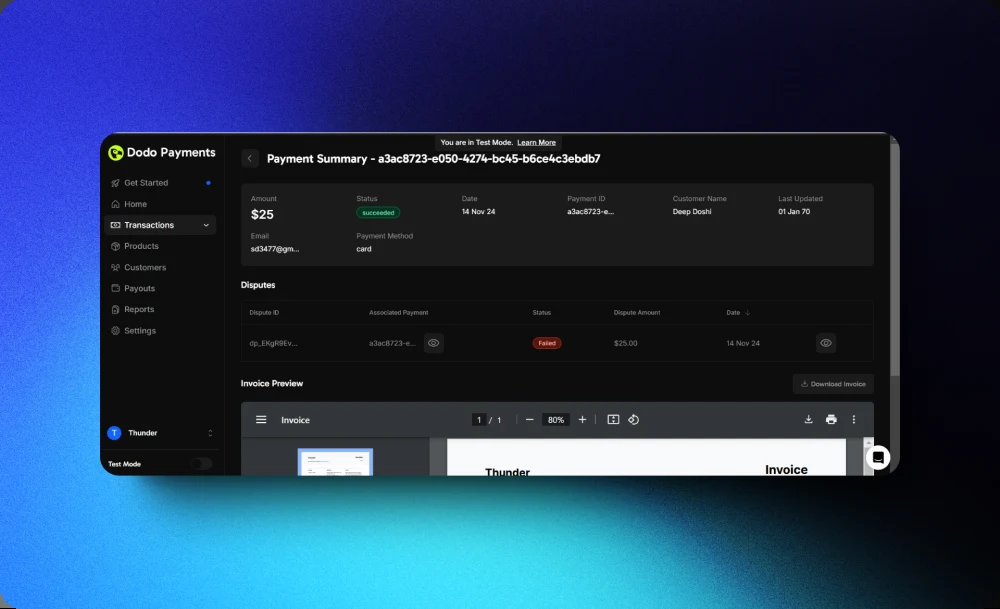 Dodo Payments
Get Started
Home
Transactions
Products
Customers
Payouts
Reports
Settings
T Thunder
Test Mode
You are in Test Mode. Learn More
Payment Summary - a3ac8723-e050-4274-bc45-b6ce4c3ebdb7
Amount Status Date Payment ID Customer Name Last Updated
$25 succeeded 14 Nov 24 a3ac8723-e... Deep Doshi 01 Jan 70
Email Payment Method
sd3477@gm... card
Disputes
Dispute ID Associated Payment Status Dispute Amount Date
dp_EKgR9Ev... a3ac8723-e... Failed $25.00 14 Nov 24
Invoice Preview Download Invoice
Invoice 1 / 1 80%
Thunder Invoice